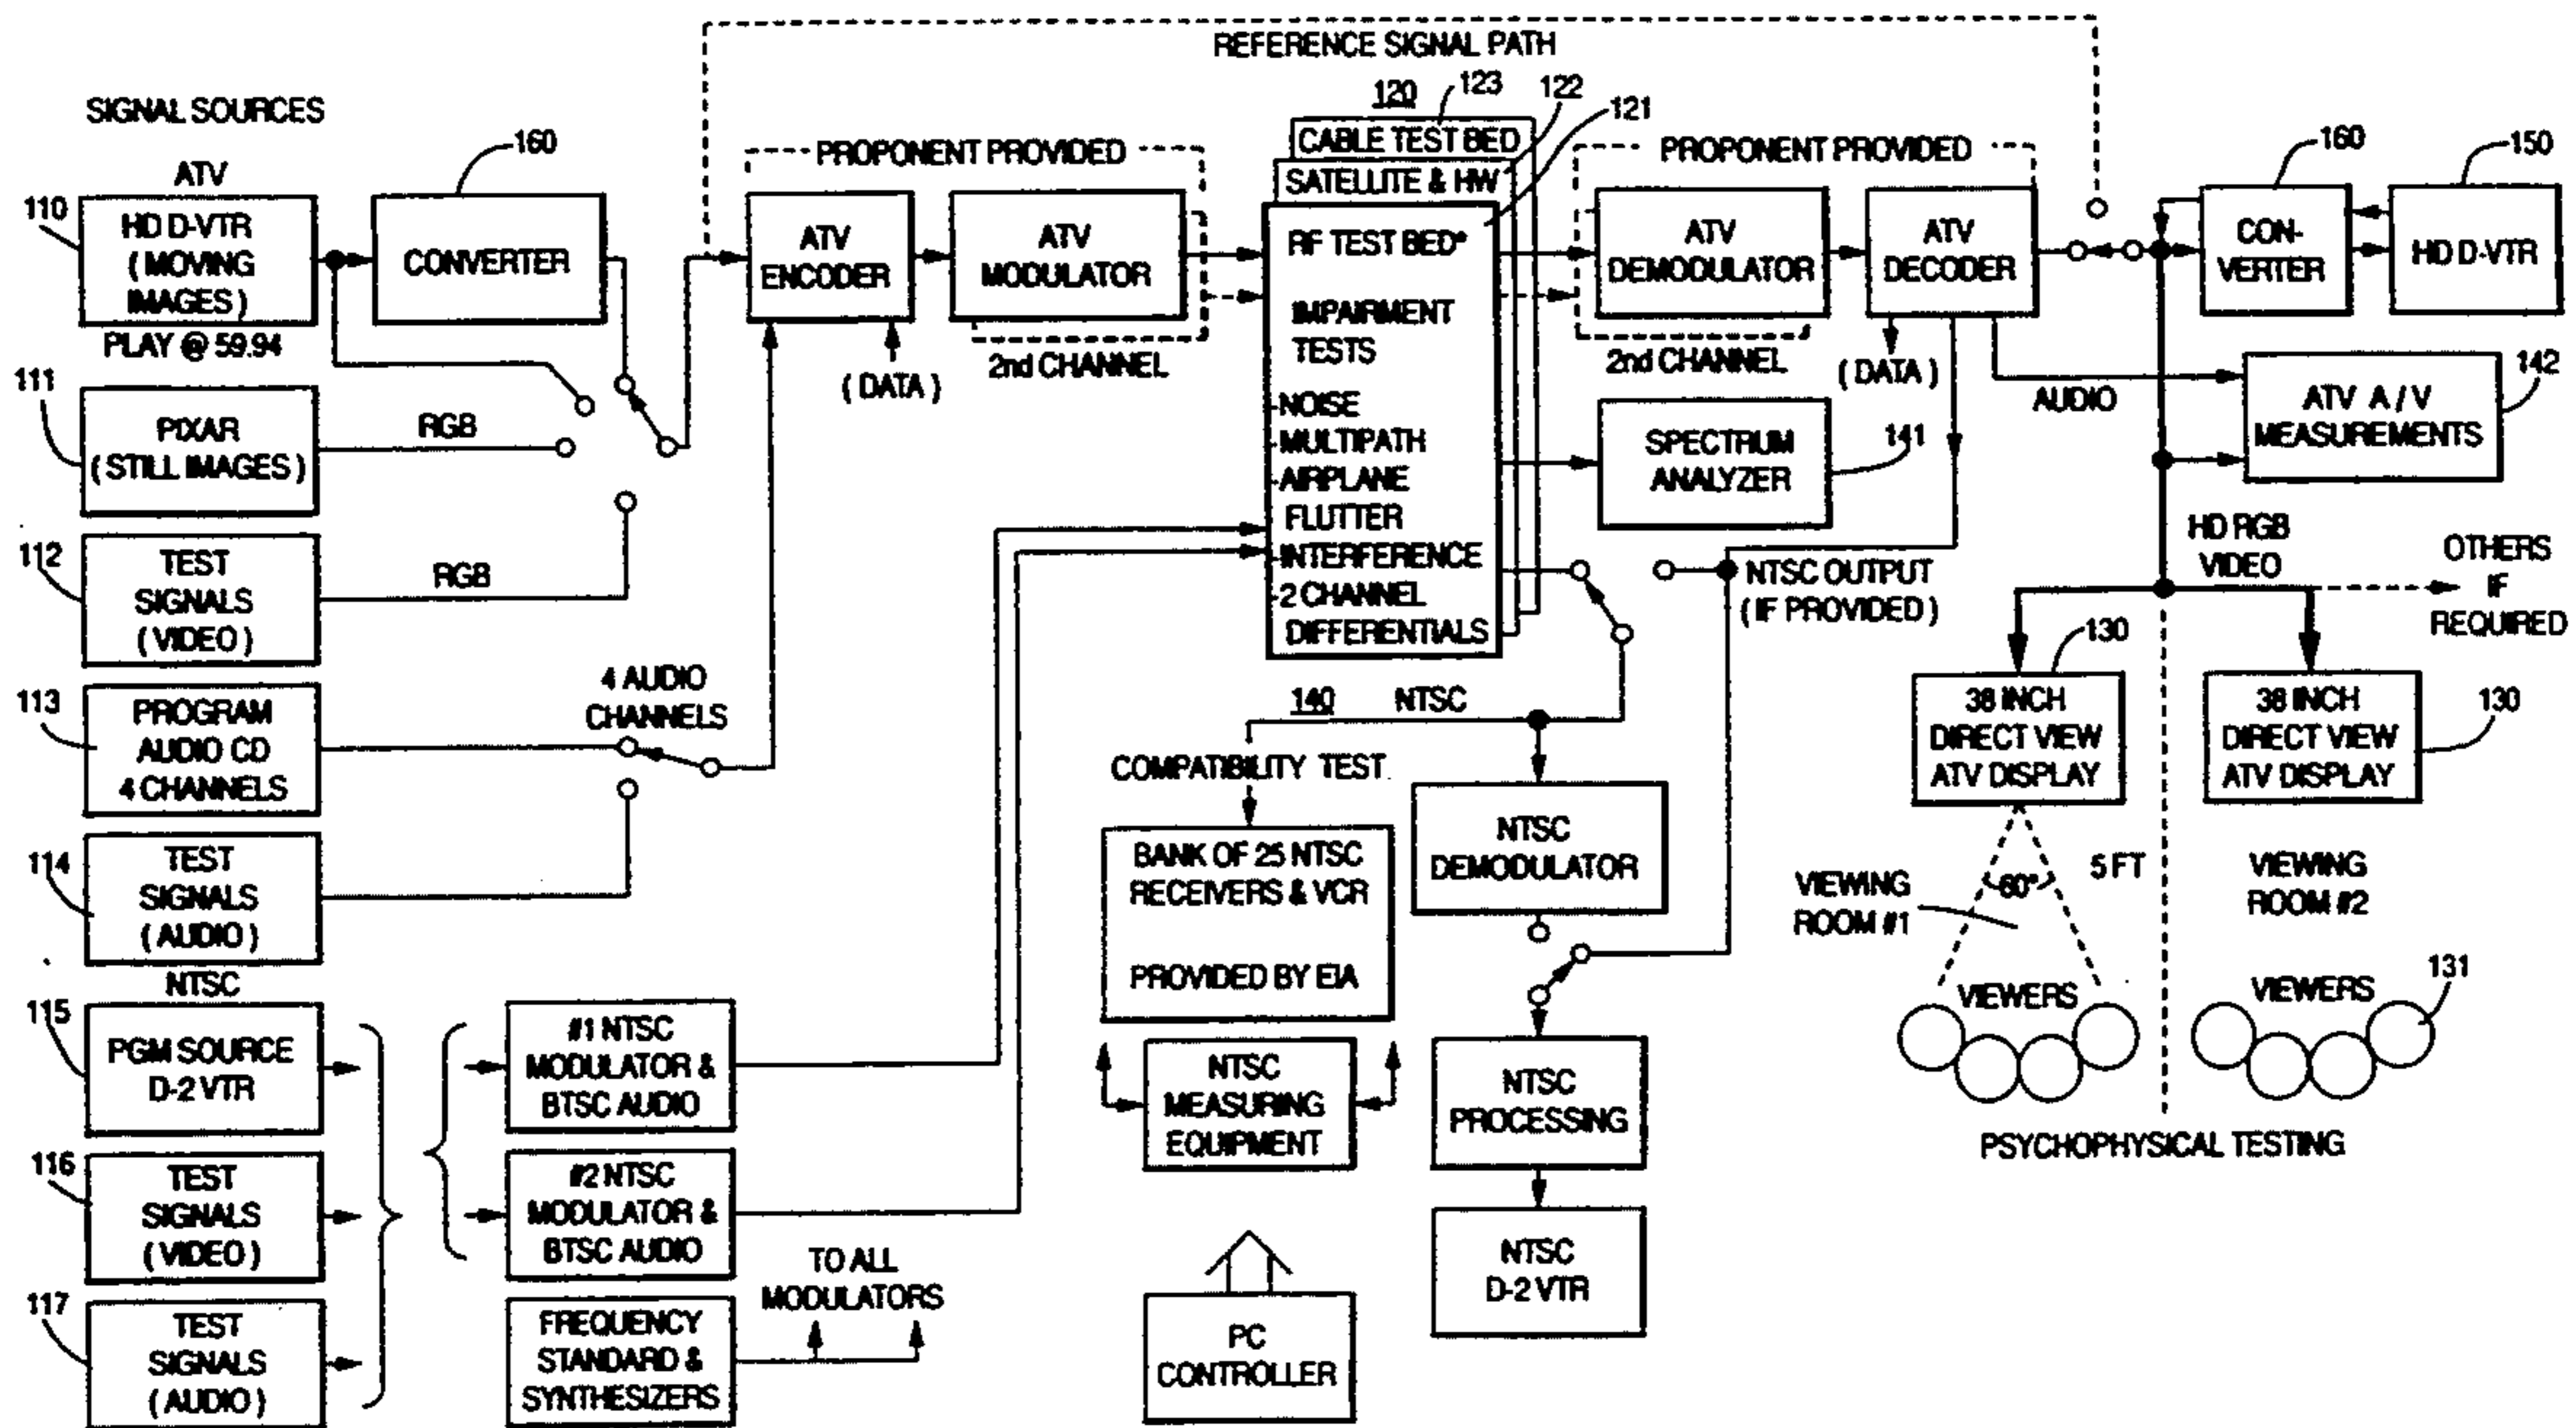 REFERENCE SIGNAL PATH
SIGNAL SOURCES
ATV
110
HD D-VTR
( MOVING
IMAGES )
PLAY @ 59.94
160
CONVERTER
PROPONENT PROVIDED
ATV
ENCODER
ATV
MODULATOR
2nd CHANNEL
( DATA )
120
123
122
121
CABLE TEST BED
SATELLITE & HW
RF TEST BED*
IMPAIRMENT
TESTS
-NOISE
-MULTIPATH
-AIRPLANE
FLUTTER
-INTERFERENCE
-2 CHANNEL
DIFFERENTIALS
PROPONENT PROVIDED
ATV
DEMODULATOR
ATV
DECODER
2nd CHANNEL
( DATA )
AUDIO
160
CON-
VERTER
150
HD D-VTR
142
ATV A / V
MEASUREMENTS
SPECTRUM
ANALYZER
141
111
PIXAR
( STILL IMAGES )
RGB
112
TEST
SIGNALS
( VIDEO )
RGB
HD RGB
VIDEO
OTHERS
IF
REQUIRED
NTSC OUTPUT
( IF PROVIDED )
113
PROGRAM
AUDIO CD
4 CHANNELS
4 AUDIO
CHANNELS
114
TEST
SIGNALS
( AUDIO )
140
NTSC
COMPATIBILITY TEST
BANK OF 25 NTSC
RECEIVERS & VCR
PROVIDED BY EIA
NTSC
DEMODULATOR
130
38 INCH
DIRECT VIEW
ATV DISPLAY
38 INCH
DIRECT VIEW
ATV DISPLAY
130
60°
5 FT
VIEWING
ROOM #1
VIEWING
ROOM #2
VIEWERS
VIEWERS
131
PSYCHOPHYSICAL TESTING
NTSC
115
PGM SOURCE
D-2 VTR
116
TEST
SIGNALS
( VIDEO )
117
TEST
SIGNALS
( AUDIO )
#1 NTSC
MODULATOR &
BTSC AUDIO
#2 NTSC
MODULATOR &
BTSC AUDIO
TO ALL
MODULATORS
FREQUENCY
STANDARD &
SYNTHESIZERS
NTSC
MEASURING
EQUIPMENT
NTSC
PROCESSING
NTSC
D-2 VTR
PC
CONTROLLER